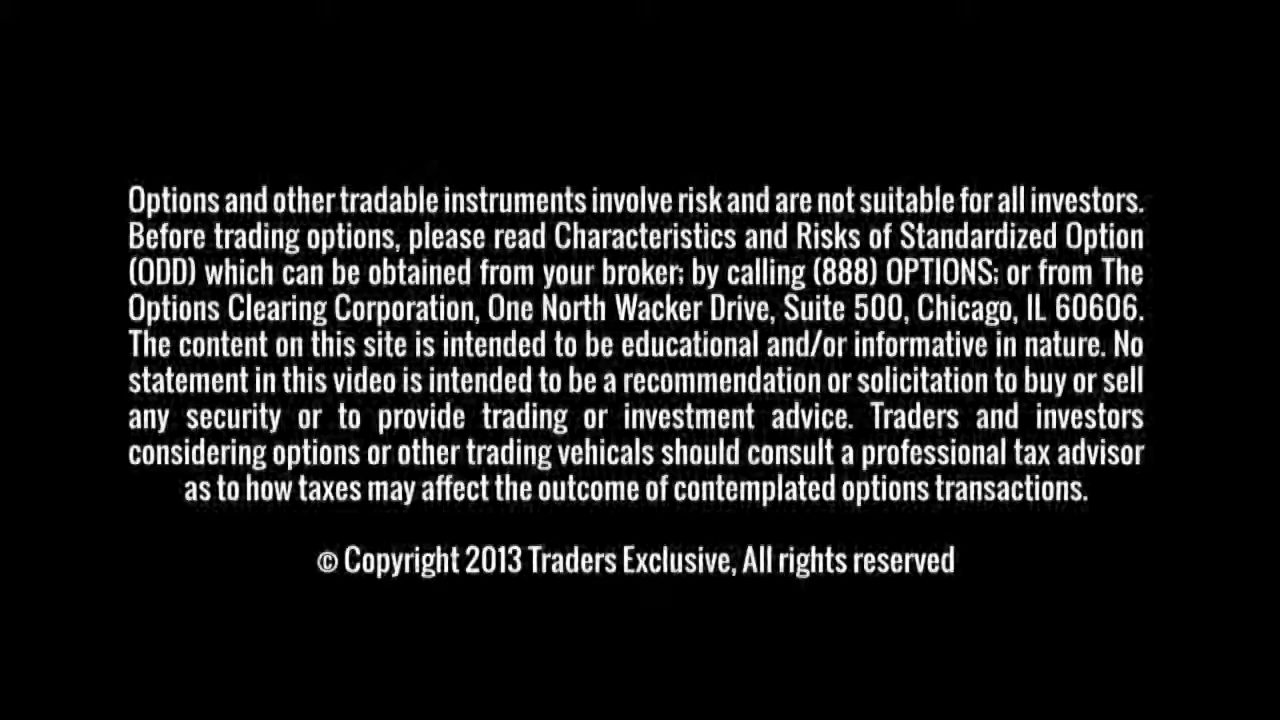 Options and other tradable instruments involve risk and are not suitable for all investors.
Before trading options, please read Characteristics and Risks of Standardized Option
(ODD) which can be obtained from your broker; by calling (888) OPTIONS; or from The
Options Clearing Corporation, One North Wacker Drive, Suite 500, Chicago, IL 60606.
The content on this site is intended to be educational and/or informative in nature. No
statement in this video is intended to be a recommendation or solicitation to buy or sell
any security or to provide trading or investment advice. Traders and investors
considering options or other trading vehicals should consult a professional tax advisor
as to how taxes may affect the outcome of contemplated options transactions.
© Copyright 2013 Traders Exclusive, All rights reserved